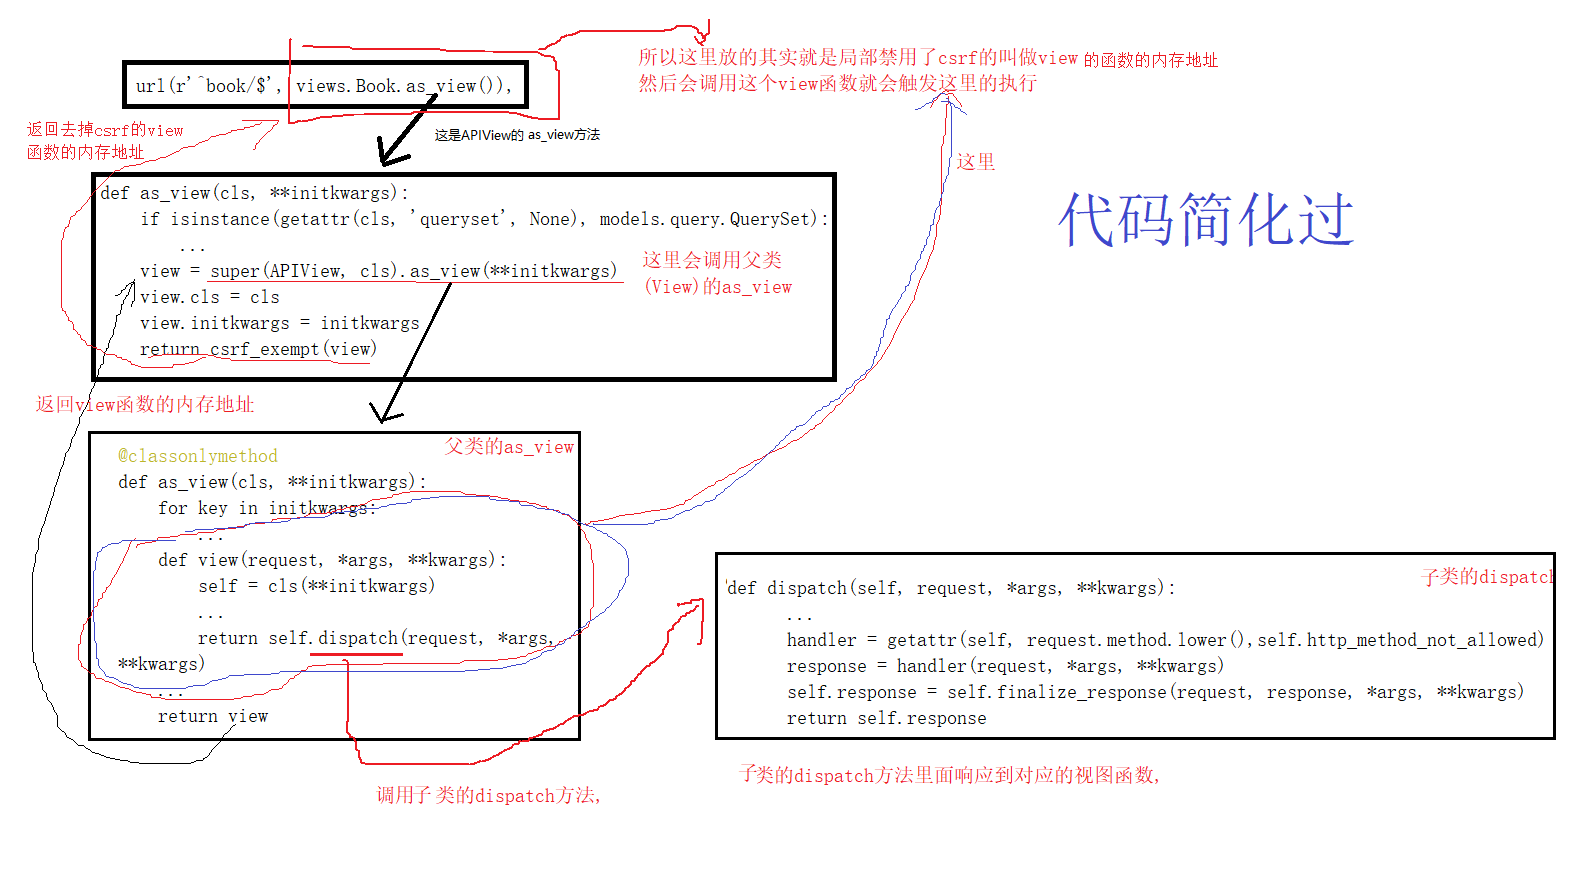 所以这里放的其实就是局部禁用了csrf的叫做view 的函数的内存地址
然后会调用这个view函数就会触发这里的执行
url(r'^book/$', views.Book.as_view()),
返回去掉csrf的view
函数的内存地址
这是APIView的 as_view方法
这里
代码简化过
def as_view(cls, **initkwargs):
if isinstance(getattr(cls, 'queryset', None), models.query.QuerySet):
...
view = super(APIView, cls).as_view(**initkwargs)
view.cls = cls
view.initkwargs = initkwargs
return csrf_exempt(view)
这里会调用父类
(View)的as_view
返回view函数的内存地址
父类的as_view
@classonlymethod
def as_view(cls, **initkwargs):
for key in initkwargs:
...
def view(request, *args, **kwargs):
self = cls(**initkwargs)
...
return self.dispatch(request, *args,
**kwargs)
...
return view
子类的dispatch
def dispatch(self, request, *args, **kwargs):
...
handler = getattr(self, request.method.lower(),self.http_method_not_allowed)
response = handler(request, *args, **kwargs)
self.response = self.finalize_response(request, response, *args, **kwargs)
return self.response
子类的dispatch方法里面响应到对应的视图函数,
调用子类的dispatch方法,